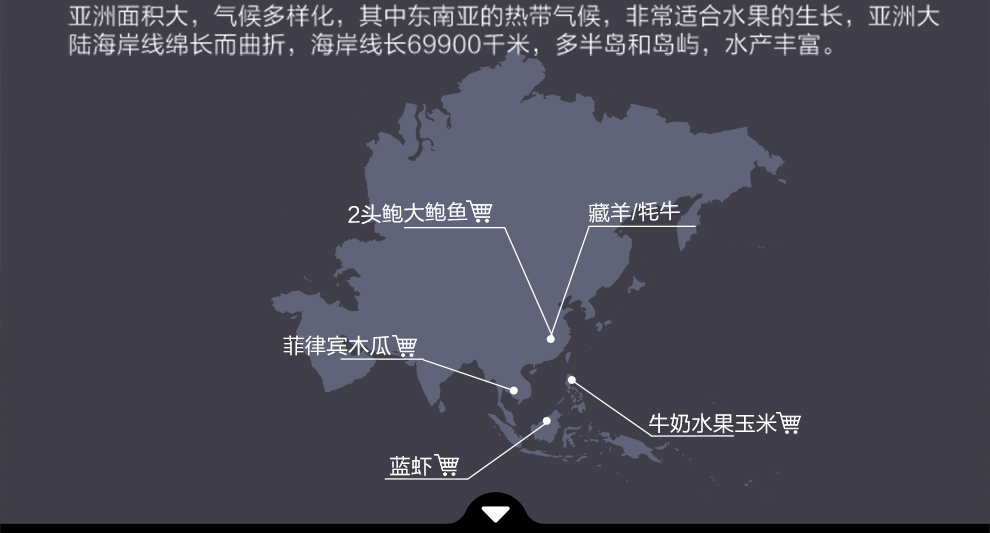 亚洲面积大，气候多样化，其中东南亚的热带气候，非常适合水果的生长，亚洲大
陆海岸线绵长而曲折，海岸线长69900千米，多半岛和岛屿，水产丰富。
2头鲍大鲍鱼
藏羊/牦牛
菲律宾木瓜
牛奶水果玉米
蓝虾